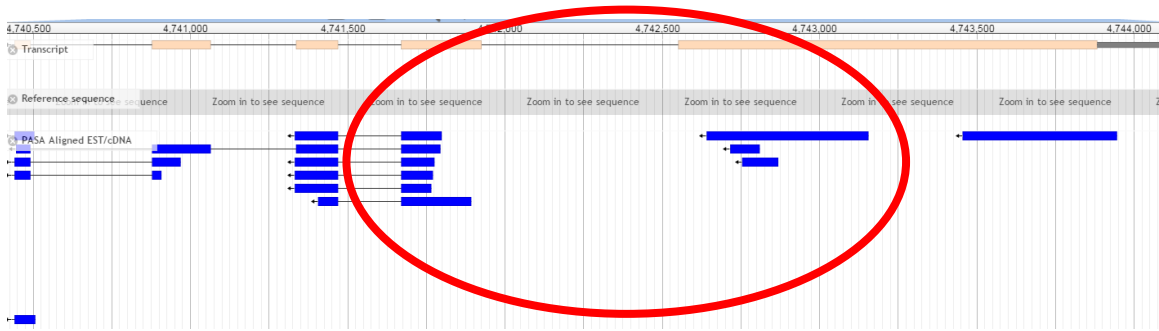 4,740,500 4,741,000 4,741,500 4,742,000 4,742,500 4,743,000 4,743,500 4,744,000
Transcript
Reference sequence Zoom in to see sequence Zoom in to see sequence Zoom in to see sequence Zoom in to see sequence Zoom in to see sequence Zoom in to see sequence Zoom in to see sequence
PASA Aligned EST/cDNA